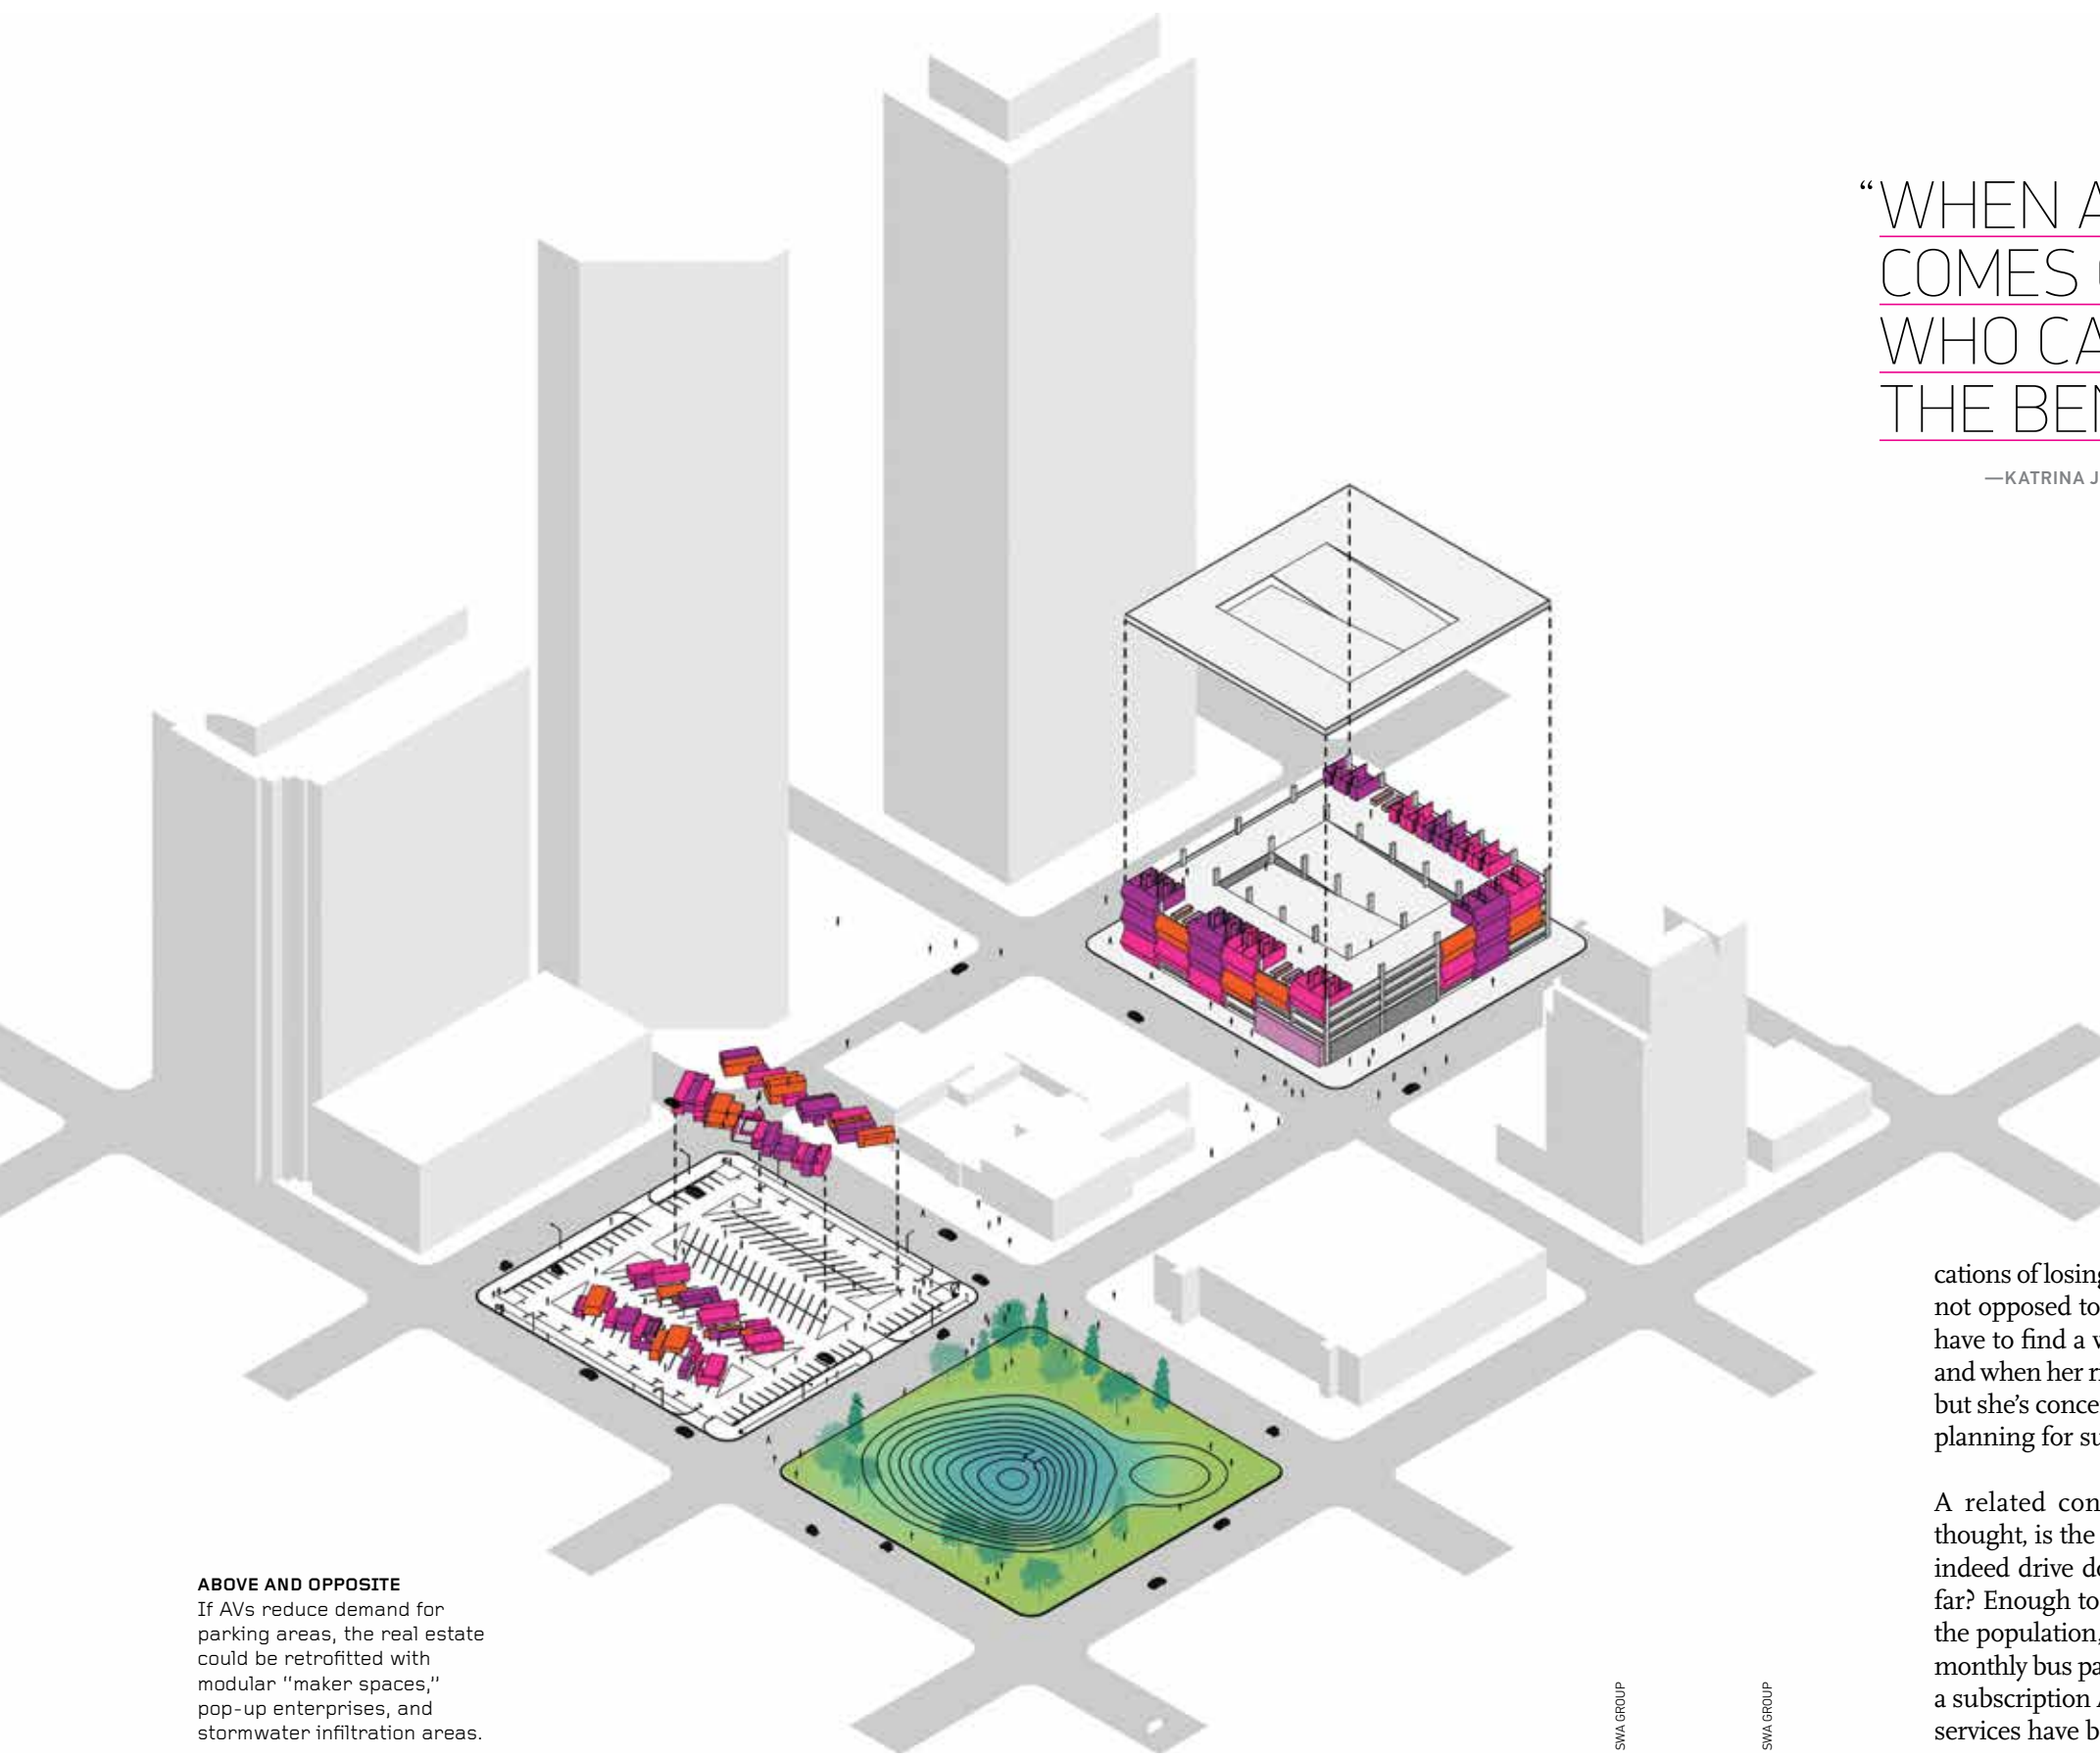 “WHEN A
COMES
WHO CA
THE BEN
—KATRINA J
ABOVE AND OPPOSITE
If AVs reduce demand for
parking areas, the real estate
could be retrofitted with
modular “maker spaces,”
pop-up enterprises, and
stormwater infiltration areas.
SWA GROUP
SWA GROUP
cations of losing
not opposed to
have to find a
and when her
but she’s conce
planning for su
A related con
thought, is the
indeed drive do
far? Enough to
the population,
monthly bus pa
a subscription
services have b